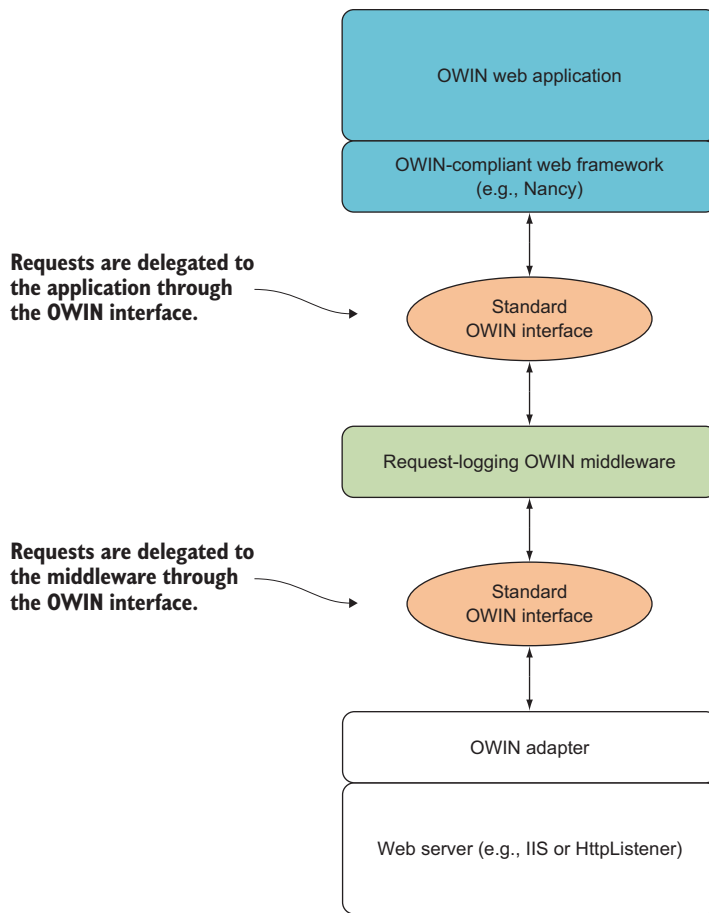 OWIN web application
OWIN-compliant web framework
(e.g., Nancy)
Requests are delegated to
the application through
the OWIN interface.
Standard
OWIN interface
Request-logging OWIN middleware
Requests are delegated to
the middleware through
the OWIN interface.
Standard
OWIN interface
OWIN adapter
Web server (e.g., IIS or HttpListener)